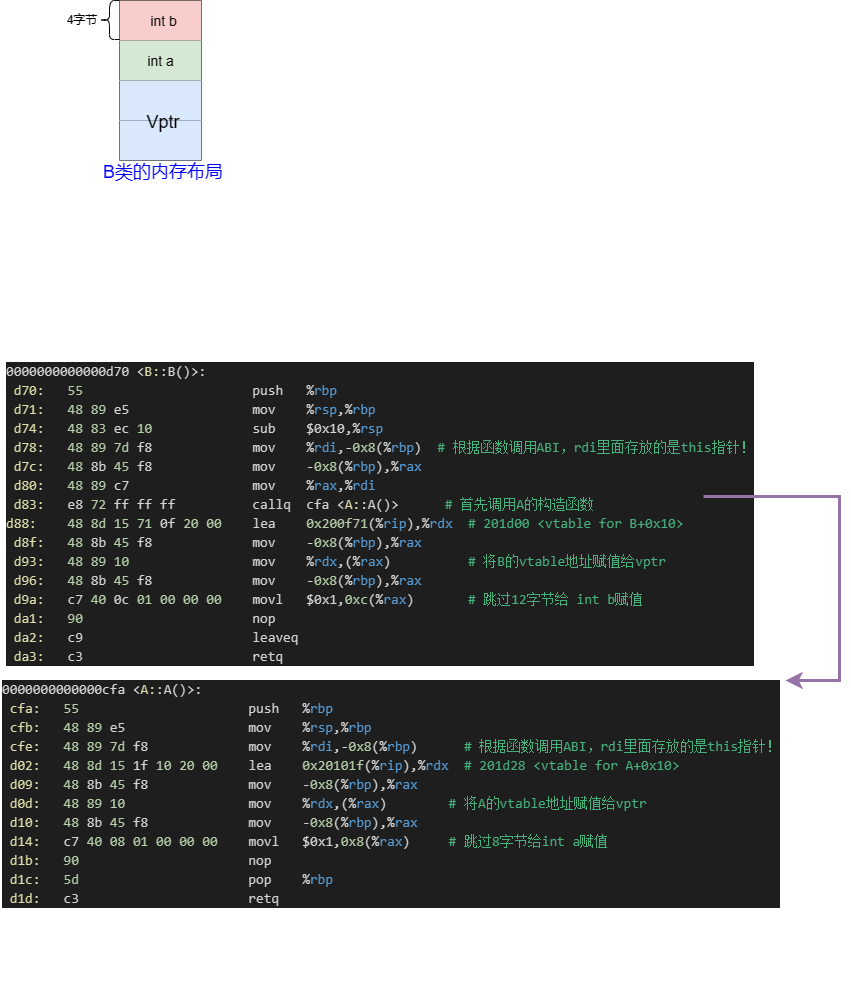 4字节
int b
int a
Vptr
B类的内存布局
0000000000000d70 <B::B()>:
d70: 55 push %rbp
d71: 48 89 e5 mov %rsp,%rbp
d74: 48 83 ec 10 sub $0x10,%rsp
d78: 48 89 7d f8 mov %rdi,-0x8(%rbp) # 根据函数调用ABI，rdi里面存放的是this指针!
d7c: 48 8b 45 f8 mov -0x8(%rbp),%rax
d80: 48 89 c7 mov %rax,%rdi
d83: e8 72 ff ff ff callq cfa <A::A()> # 首先调用A的构造函数
d88: 48 8d 15 71 0f 20 00 lea 0x200f71(%rip),%rdx # 201d00 <vtable for B+0x10>
d8f: 48 8b 45 f8 mov -0x8(%rbp),%rax
d93: 48 89 10 mov %rdx,(%rax) # 将B的vtable地址赋值给vptr
d96: 48 8b 45 f8 mov -0x8(%rbp),%rax
d9a: c7 40 0c 01 00 00 00 movl $0x1,0xc(%rax) # 跳过12字节给 int b赋值
da1: 90 nop
da2: c9 leaveq
da3: c3 retq
0000000000000cfa <A::A()>:
cfa: 55 push %rbp
cfb: 48 89 e5 mov %rsp,%rbp
cfe: 48 89 7d f8 mov %rdi,-0x8(%rbp) # 根据函数调用ABI，rdi里面存放的是this指针!
d02: 48 8d 15 1f 10 20 00 lea 0x20101f(%rip),%rdx # 201d28 <vtable for A+0x10>
d09: 48 8b 45 f8 mov -0x8(%rbp),%rax
d0d: 48 89 10 mov %rdx,(%rax) # 将A的vtable地址赋值给vptr
d10: 48 8b 45 f8 mov -0x8(%rbp),%rax
d14: c7 40 08 01 00 00 00 movl $0x1,0x8(%rax) # 跳过8字节给int a赋值
d1b: 90 nop
d1c: 5d pop %rbp
d1d: c3 retq